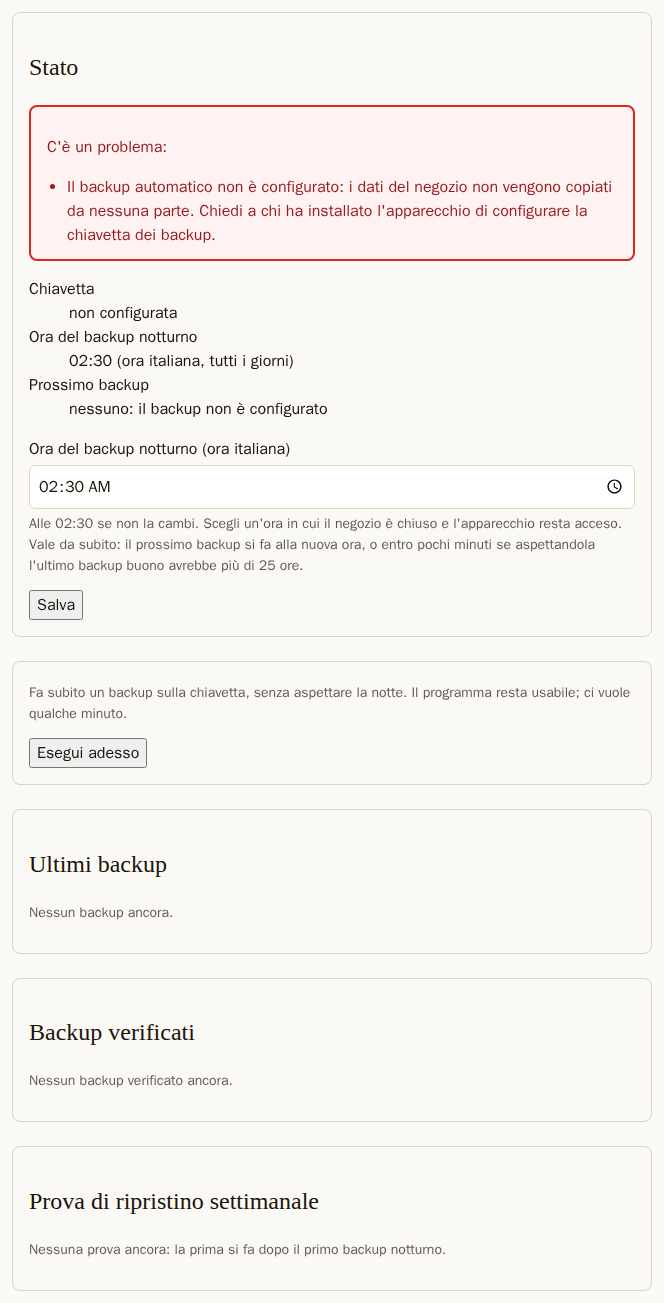 Stato
C'è un problema:
• Il backup automatico non è configurato: i dati del negozio non vengono copiati
da nessuna parte. Chiedi a chi ha installato l'apparecchio di configurare la
chiavetta dei backup.
Chiavetta
non configurata
Ora del backup notturno
02:30 (ora italiana, tutti i giorni)
Prossimo backup
nessuno: il backup non è configurato
Ora del backup notturno (ora italiana)
02:30 AM
Alle 02:30 se non la cambi. Scegli un'ora in cui il negozio è chiuso e l'apparecchio resta acceso.
Vale da subito: il prossimo backup si fa alla nuova ora, o entro pochi minuti se aspettandola
l'ultimo backup buono avrebbe più di 25 ore.
Salva
Fa subito un backup sulla chiavetta, senza aspettare la notte. Il programma resta usabile; ci vuole
qualche minuto.
Esegui adesso
Ultimi backup
Nessun backup ancora.
Backup verificati
Nessun backup verificato ancora.
Prova di ripristino settimanale
Nessuna prova ancora: la prima si fa dopo il primo backup notturno.